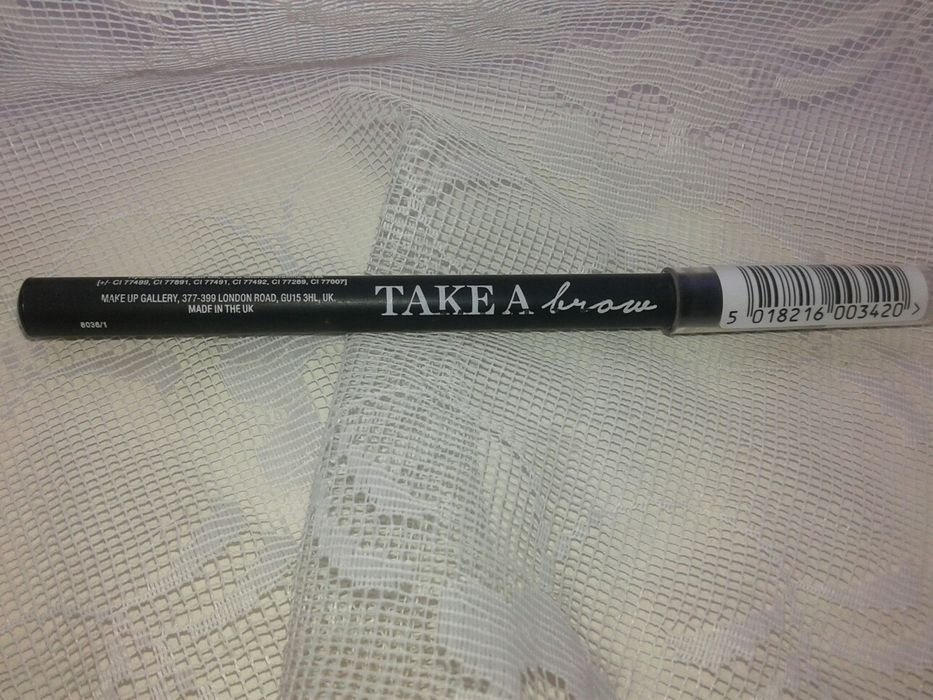 [+/- CI 77499, CI 77891, CI 77491, CI 77492, CI 77289, CI 77007]
MAKE UP GALLERY, 377-399 LONDON ROAD, GU15 3HL, UK.
MADE IN THE UK
6036/1
TAKE A brow
5 018216 003420 >